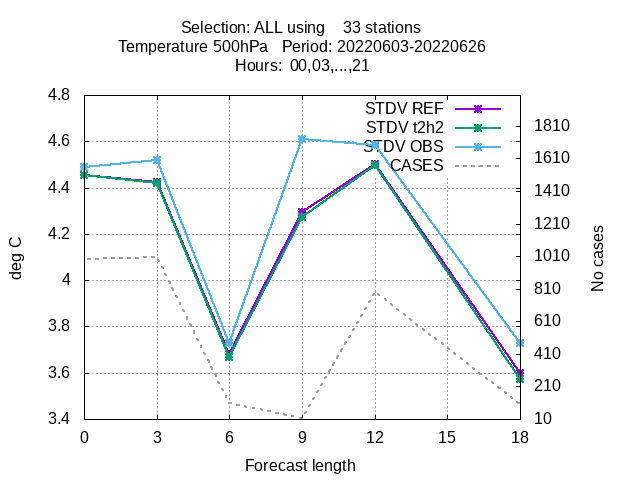 Selection: ALL using    33 stations
Temperature 500hPa   Period: 20220603-20220626
Hours:  00,03,...,21
STDV REF
STDV t2h2
STDV OBS
CASES
deg C
4.8
4.6
4.4
4.2
4
3.8
3.6
3.4
No cases
1810
1610
1410
1210
1010
810
610
410
210
10
0 3 6 9 12 15 18
Forecast length